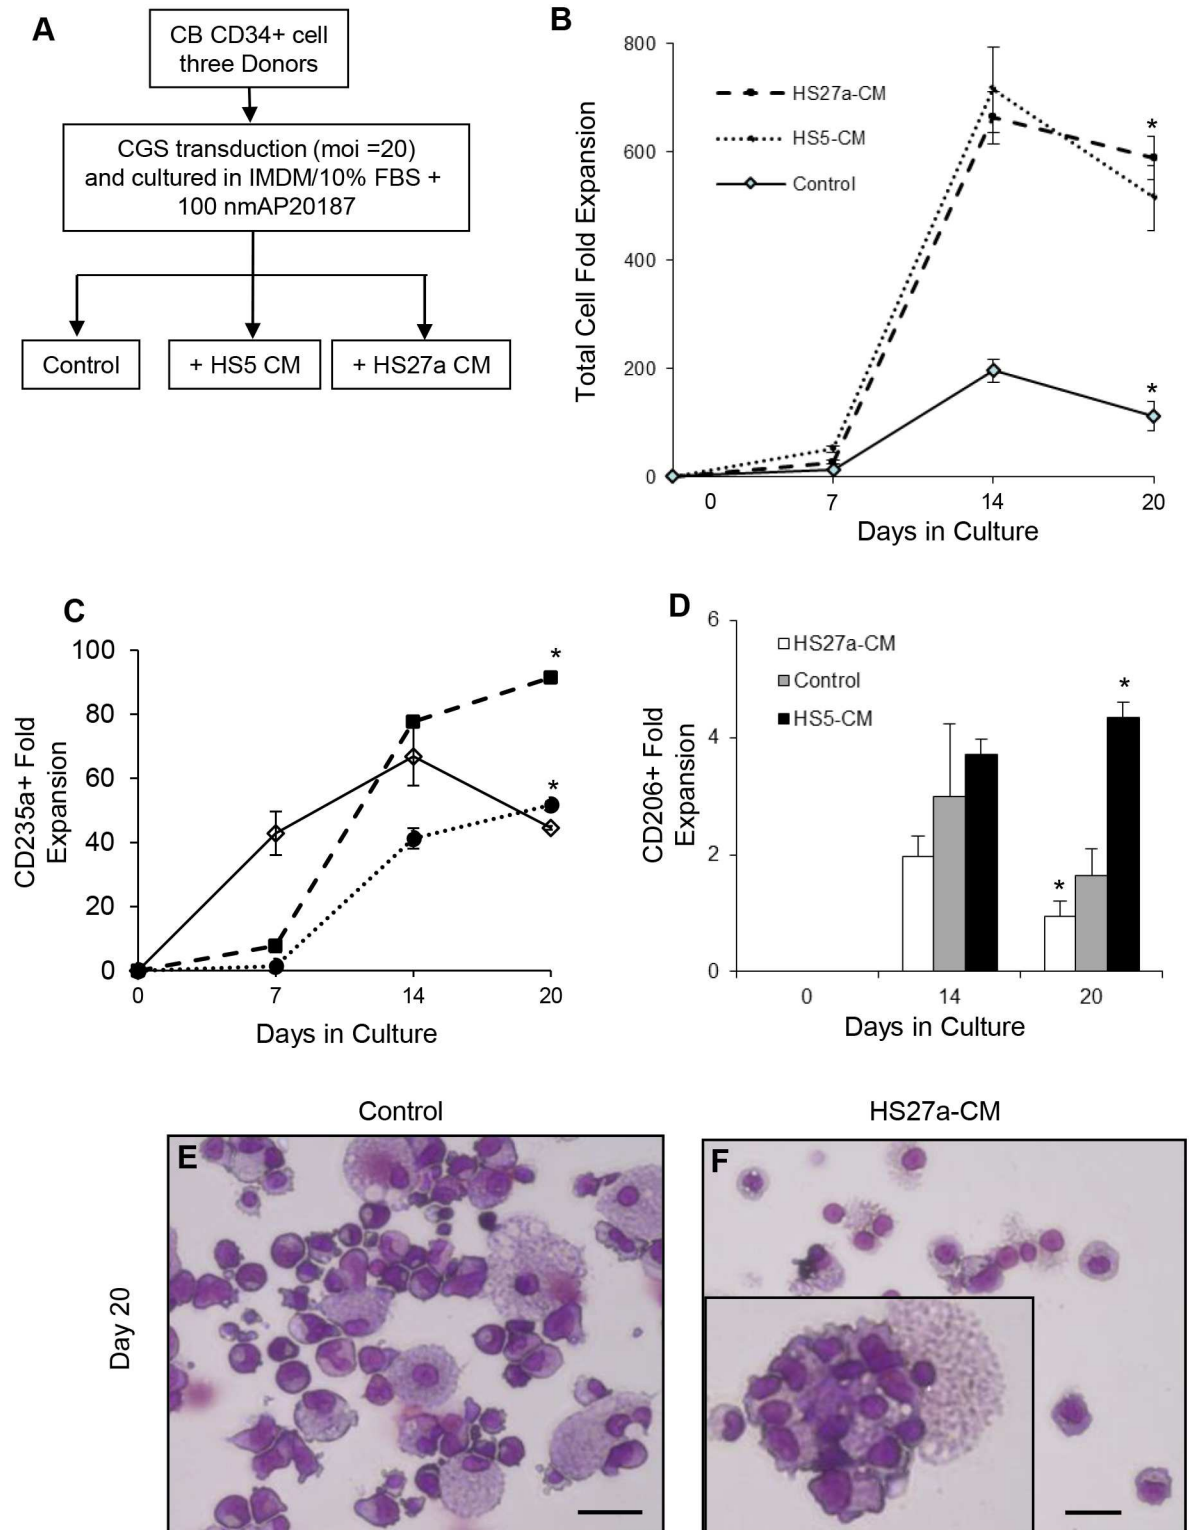 A
CB CD34+ cell
three Donors
CGS transduction (moi =20)
and cultured in IMDM/10% FBS +
100 nmAP20187
Control
+ HS5 CM
+ HS27a CM
B
Total Cell Fold Expansion
800
600
400
200
0
HS27a-CM
HS5-CM
Control
*
*
0 7 14 20
Days in Culture
C
CD235a+ Fold
Expansion
100
80
60
40
20
0
*
*
0 7 14 20
Days in Culture
D
CD206+ Fold
Expansion
6
4
2
0
HS27a-CM
Control
HS5-CM
*
*
0 14 20
Days in Culture
Control
HS27a-CM
Day 20
E
F